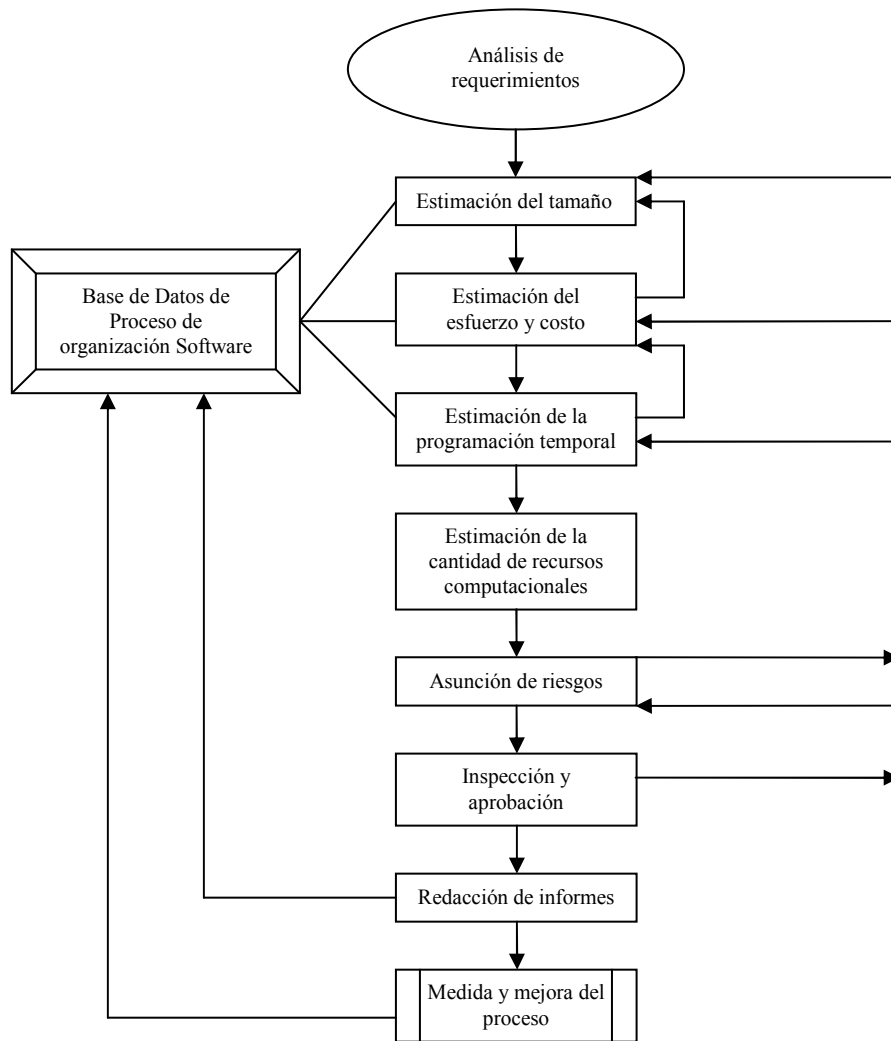 Análisis de
requerimientos
Estimación del tamaño
Base de Datos de
Proceso de
organización Software
Estimación del
esfuerzo y costo
Estimación de la
programación temporal
Estimación de la
cantidad de recursos
computacionales
Asunción de riesgos
Inspección y
aprobación
Redacción de informes
Medida y mejora del
proceso